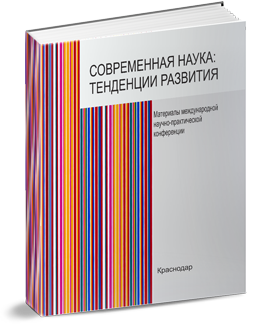 СОВРЕМЕННАЯ НАУКА:
ТЕНДЕНЦИИ РАЗВИТИЯ
Материалы международной
научно-практической
конференции
Краснодар